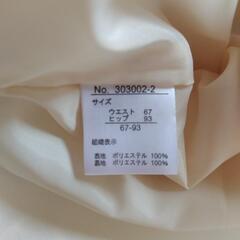 No. 303002-2
サイズ
ウエスト 67
ヒップ 93
67-93
組織表示
表地 ポリエステル 100%
裏地 ポリエステル 100%